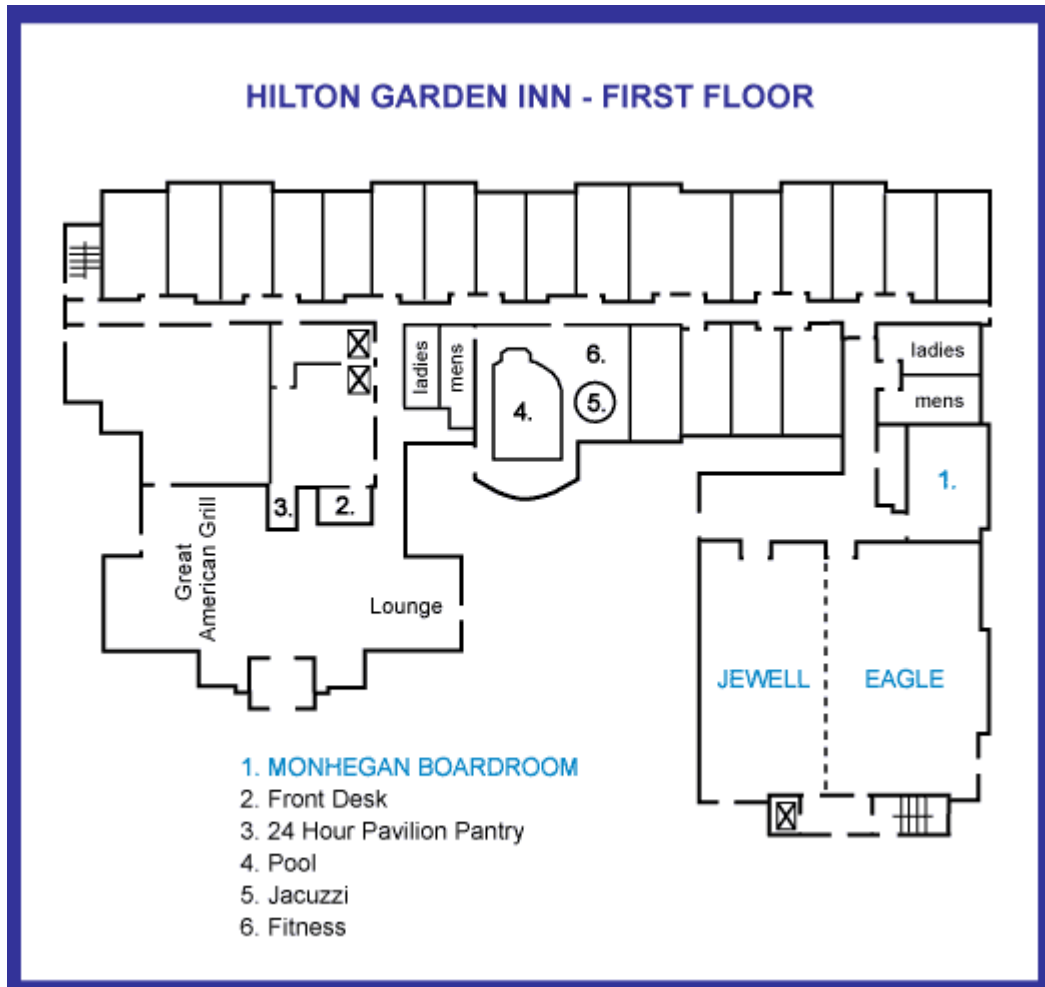 HILTON GARDEN INN - FIRST FLOOR
ladies
mens
6.
5.
4.
ladies
mens
1.
3.
2.
Great
American Grill
Lounge
JEWELL
EAGLE
1. MONHEGAN BOARDROOM
2. Front Desk
3. 24 Hour Pavilion Pantry
4. Pool
5. Jacuzzi
6. Fitness